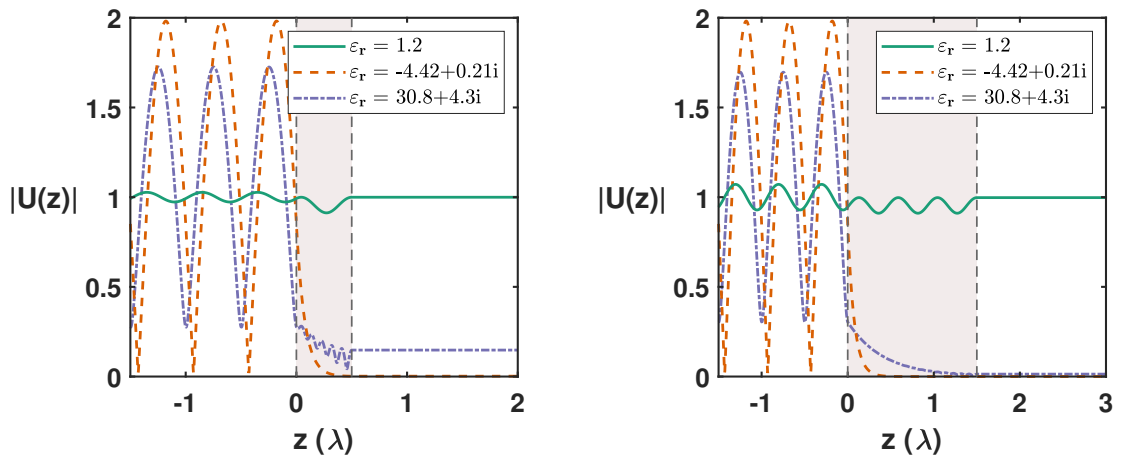 2
1.5
1
0.5
0
|U(z)|
εr = 1.2
εr = -4.42+0.21i
εr = 30.8+4.3i
-1
0
1
2
z (λ)
2
1.5
1
0.5
0
|U(z)|
εr = 1.2
εr = -4.42+0.21i
εr = 30.8+4.3i
-1
0
1
2
3
z (λ)